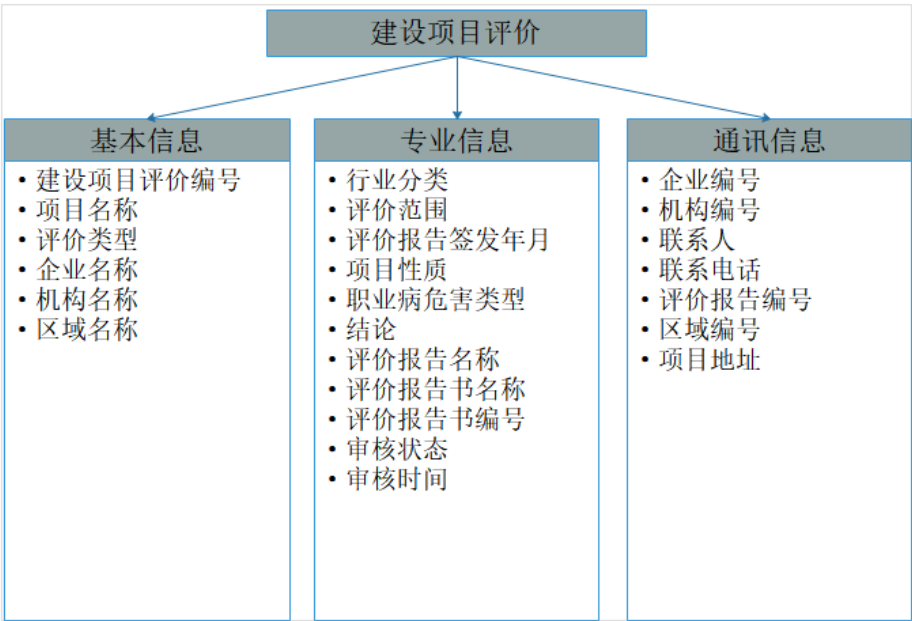 建设项目评价
基本信息
• 建设项目评价编号
• 项目名称
• 评价类型
• 企业名称
• 机构名称
• 区域名称
专业信息
• 行业分类
• 评价范围
• 评价报告签发年月
• 项目性质
• 职业病危害类型
• 结论
• 评价报告名称
• 评价报告书名称
• 评价报告书编号
• 审核状态
• 审核时间
通讯信息
• 企业编号
• 机构编号
• 联系人
• 联系电话
• 评价报告编号
• 区域编号
• 项目地址